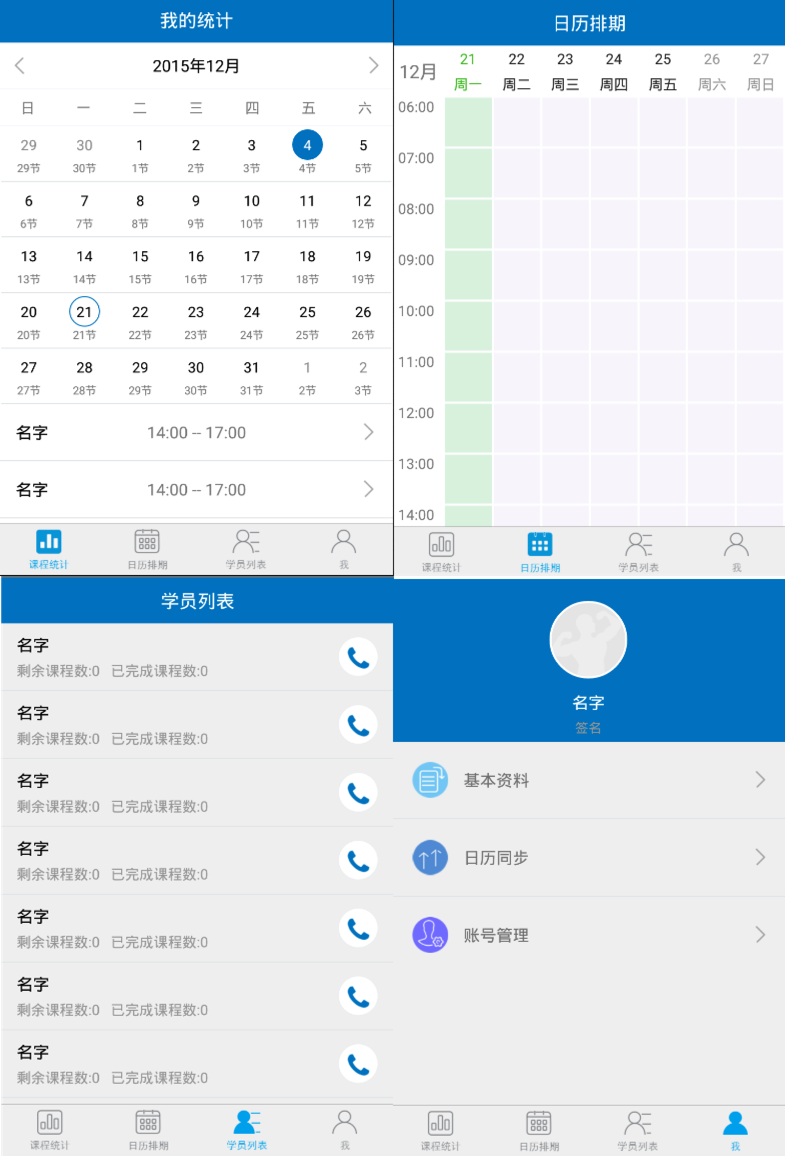 我的统计
2015年12月
日 一 二 三 四 五 六
29 30 1 2 3 4 5
29节 30节 1节 2节 3节 4节 5节
6 7 8 9 10 11 12
6节 7节 8节 9节 10节 11节 12节
13 14 15 16 17 18 19
13节 14节 15节 16节 17节 18节 19节
20 21 22 23 24 25 26
20节 21节 22节 23节 24节 25节 26节
27 28 29 30 31 1 2
27节 28节 29节 30节 31节 2节 3节
名字 14:00 -- 17:00
名字 14:00 -- 17:00
课程统计 日历排期 学员列表 我
日历排期
12月
21 22 23 24 25 26 27
周一 周二 周三 周四 周五 周六 周日
06:00
07:00
08:00
09:00
10:00
11:00
12:00
13:00
14:00
课程统计 日历排期 学员列表 我
学员列表
名字
剩余课程数:0 已完成课程数:0
名字
剩余课程数:0 已完成课程数:0
名字
剩余课程数:0 已完成课程数:0
名字
剩余课程数:0 已完成课程数:0
名字
剩余课程数:0 已完成课程数:0
名字
剩余课程数:0 已完成课程数:0
名字
剩余课程数:0 已完成课程数:0
课程统计 日历排期 学员列表 我
名字
签名
基本资料
日历同步
账号管理
课程统计 日历排期 学员列表 我